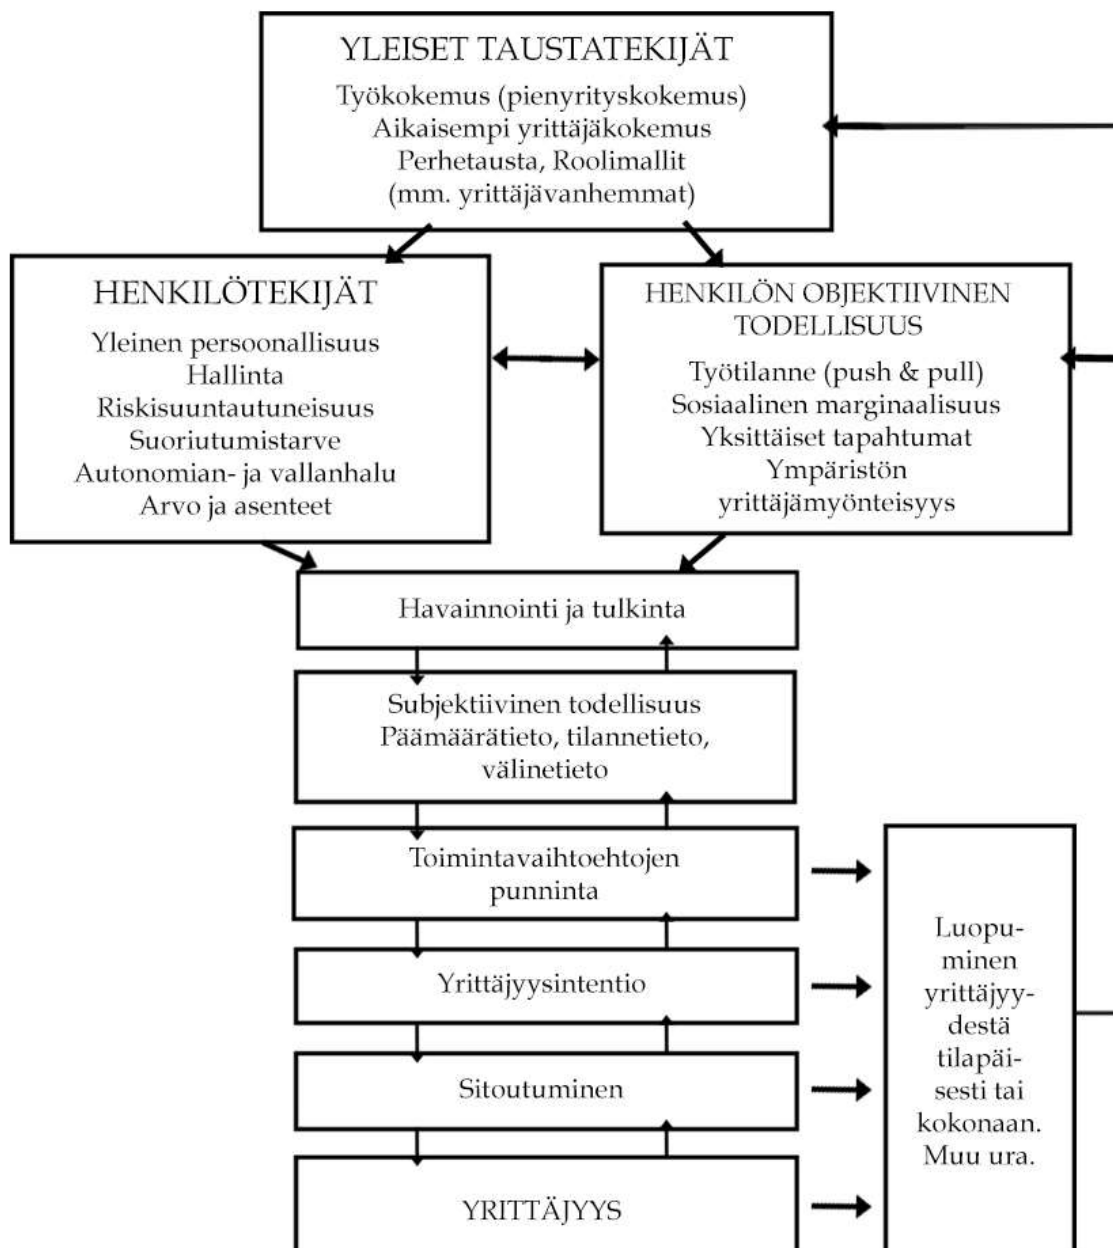 YLEISET TAUSTATEKIJÄT
Työkokemus (pienyrityskokemus)
Aikaisempi yrittäjäkokemus
Perhetausta, Roolimallit
(mm. yrittäjävanhemmat)
HENKILÖTEKIJÄT
Yleinen persoonallisuus
Hallinta
Riskisuuntautuneisuus
Suoriutumistarve
Autonomian- ja vallanhalu
Arvo ja asenteet
HENKILÖN OBJEKTIIVINEN
TODELLISUUS
Työtilanne (push & pull)
Sosiaalinen marginaalisuus
Yksittäiset tapahtumat
Ympäristön
yrittäjämyönteisyys
Havainnointi ja tulkinta
Subjektiivinen todellisuus
Päämäärätieto, tilannetieto,
välinetieto
Toimintavaihtoehtojen
punninta
Yrittäjyysintentio
Sitoutuminen
YRITTÄJYYS
Luopu-
minen
yrittäjyy-
destä
tilapäi-
sesti tai
kokonaan.
Muu ura.